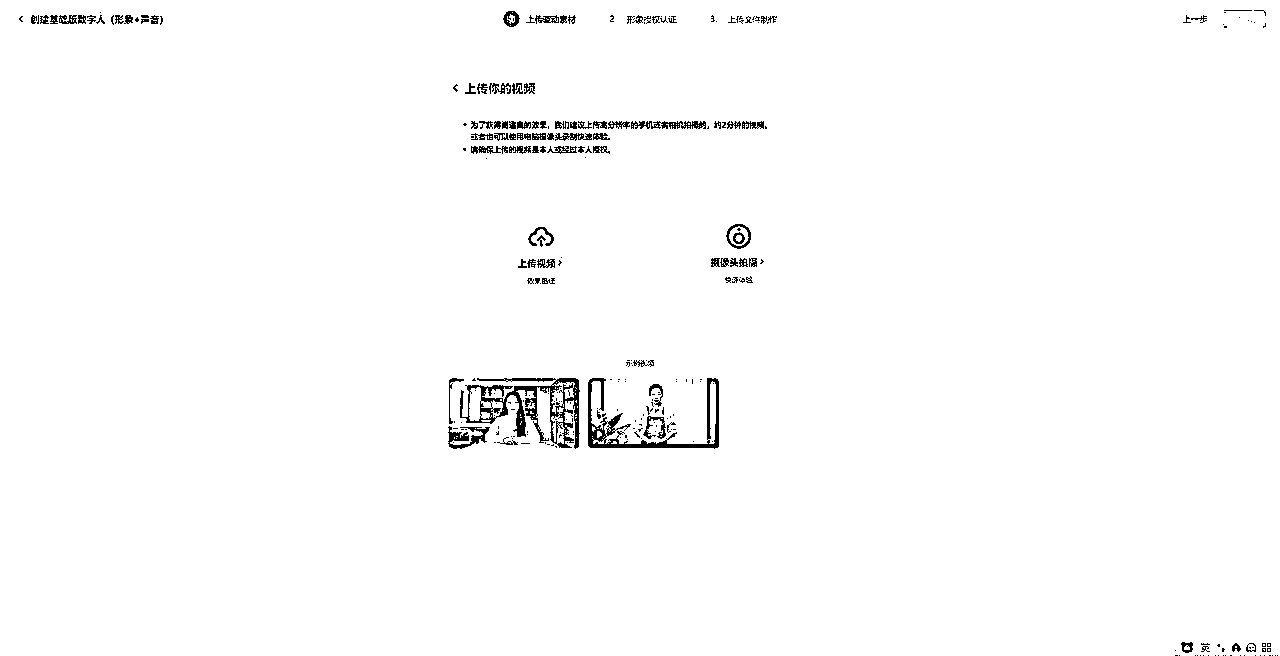 创建基础版数字人（形象+声音）
上传驱动素材
2 形象授权认证
3. 上传文件制作
上一步
上传你的视频
为了获得更逼真的效果，我们建议上传高分辨率的手机或者相机拍摄的，约2分钟的视频。
或者也可以使用电脑摄像头录制快速体验。
请确保上传的视频是本人或经过本人授权。
上传视频
效果最佳
摄像头拍摄
快速体验
示例视频
英